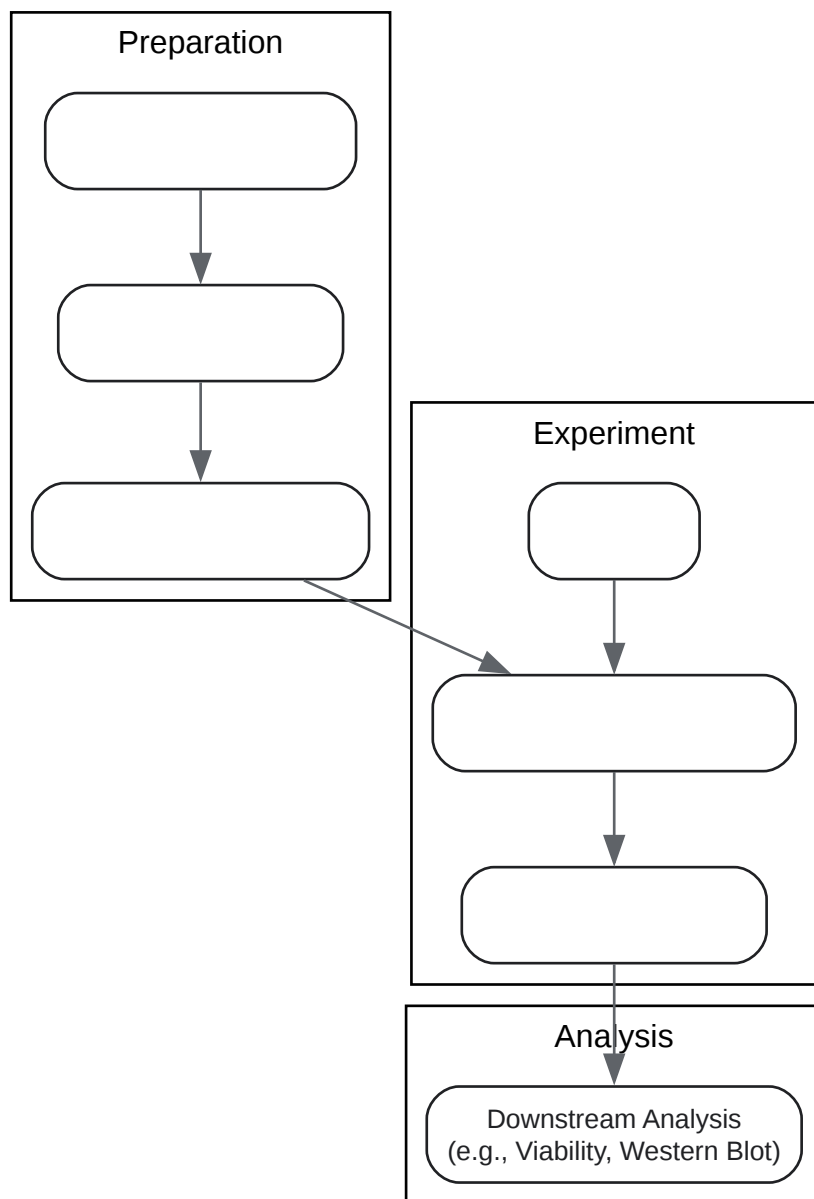 Preparation
Experiment
Analysis
Downstream Analysis
(e.g., Viability, Western Blot)